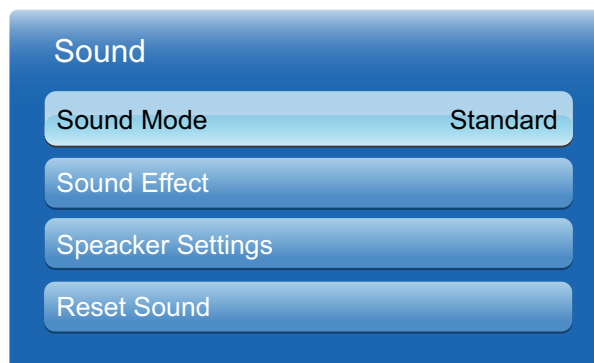 Sound
Sound Mode Standard
Sound Effect
Speacker Settings
Reset Sound